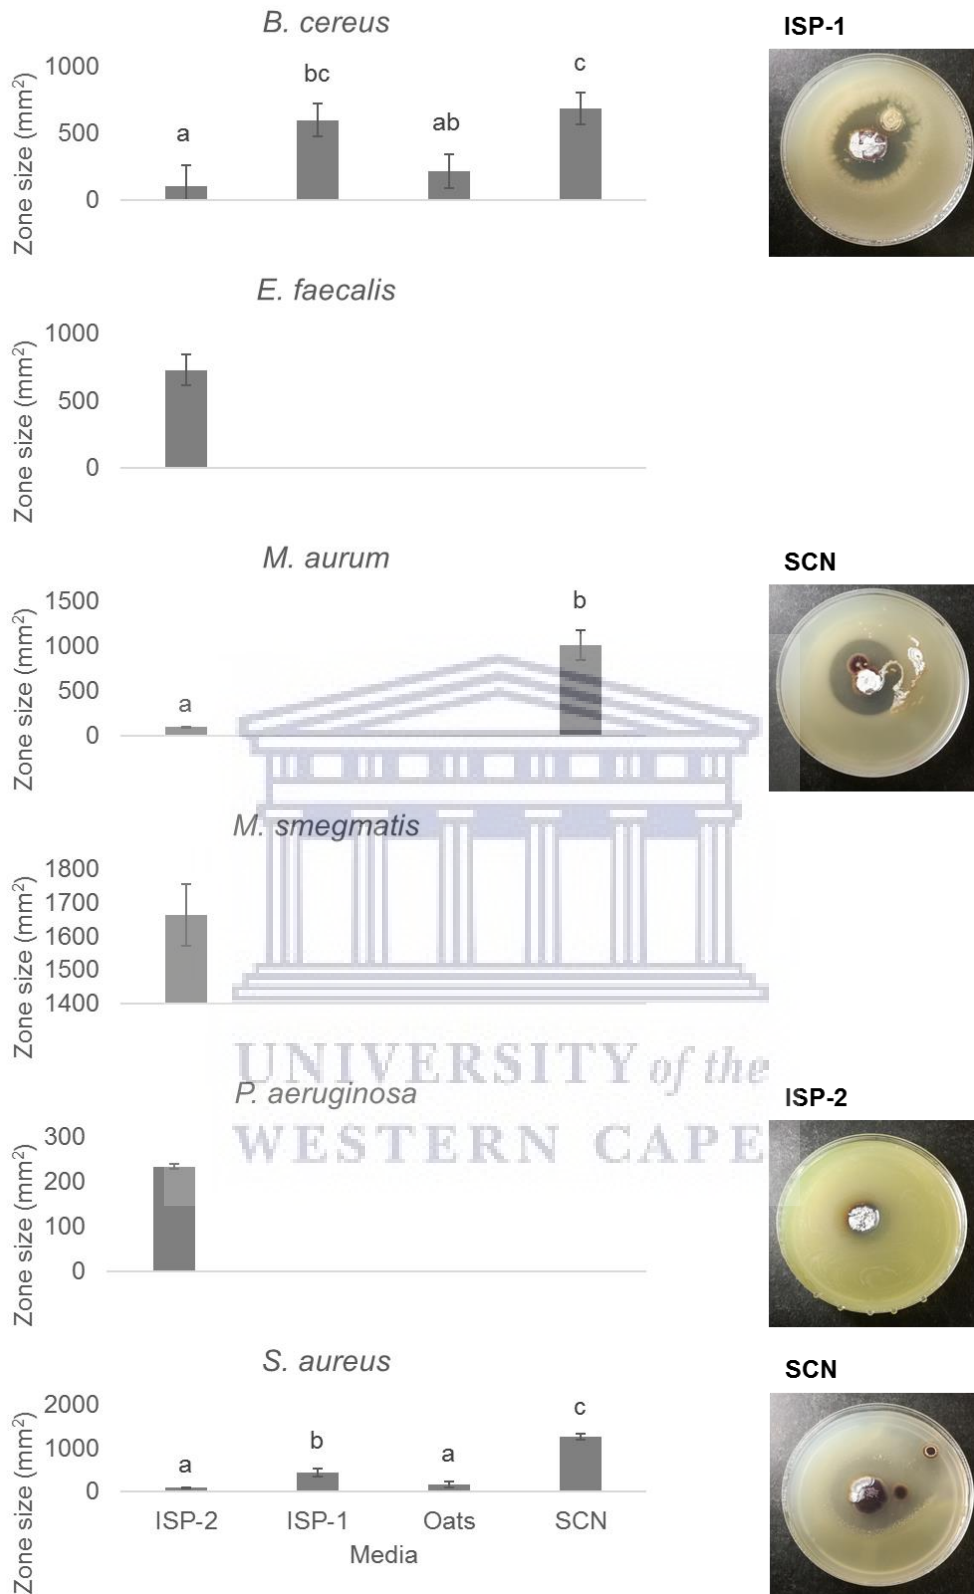 B. cereus
ISP-1
Zone size (mm²)
1000
500
0
a
bc
ab
c
E. faecalis
Zone size (mm²)
1000
500
0
M. aurum
SCN
Zone size (mm²)
1500
1000
500
0
a
b
M. smegmatis
Zone size (mm²)
1800
1700
1600
1500
1400
UNIVERSITY of the
WESTERN CAPE
P. aeruginosa
ISP-2
Zone size (mm²)
300
200
100
0
S. aureus
SCN
Zone size (mm²)
2000
1000
0
a
b
a
c
ISP-2 ISP-1 Oats SCN
Media